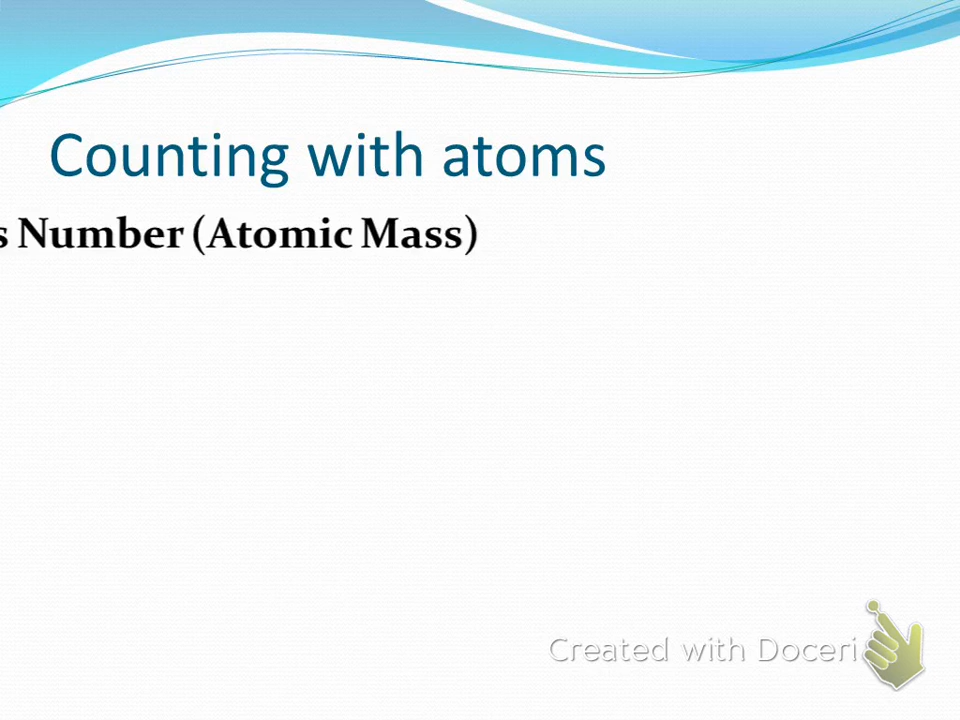 Counting with atoms
s Number (Atomic Mass)
Created with Doceri